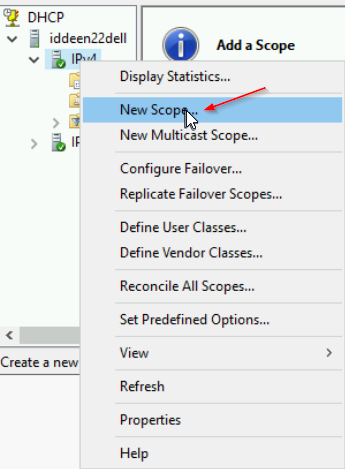 DHCP
iddeen22dell
IPv4
Add a Scope
Display Statistics...
New Scope...
New Multicast Scope...
Configure Failover...
Replicate Failover Scopes...
Define User Classes...
Define Vendor Classes...
Reconcile All Scopes...
Set Predefined Options...
Create a new
View
Refresh
Properties
Help